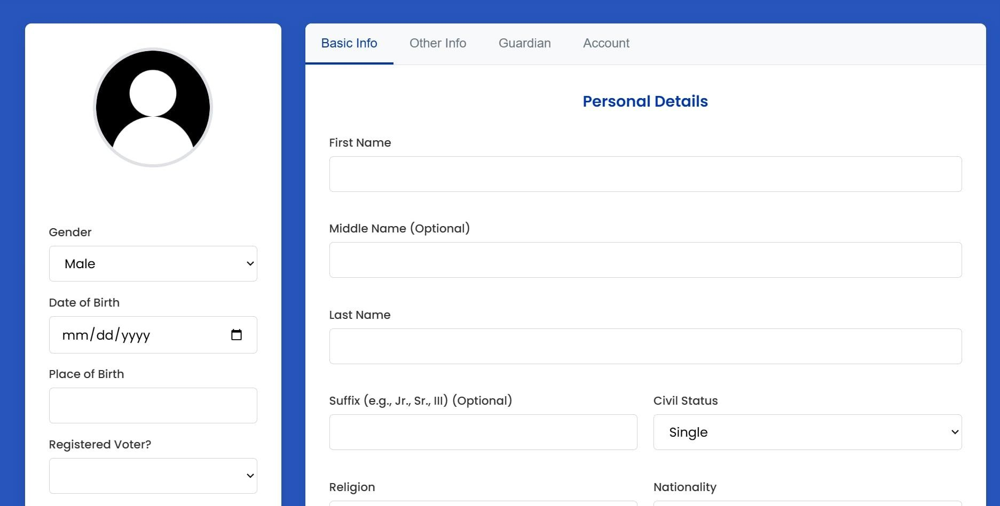 Gender
Male
Date of Birth
mm/dd/yyyy
Place of Birth
Registered Voter?
Basic Info Other Info Guardian Account
Personal Details
First Name
Middle Name (Optional)
Last Name
Suffix (e.g., Jr., Sr., III) (Optional) Civil Status
Single
Religion Nationality